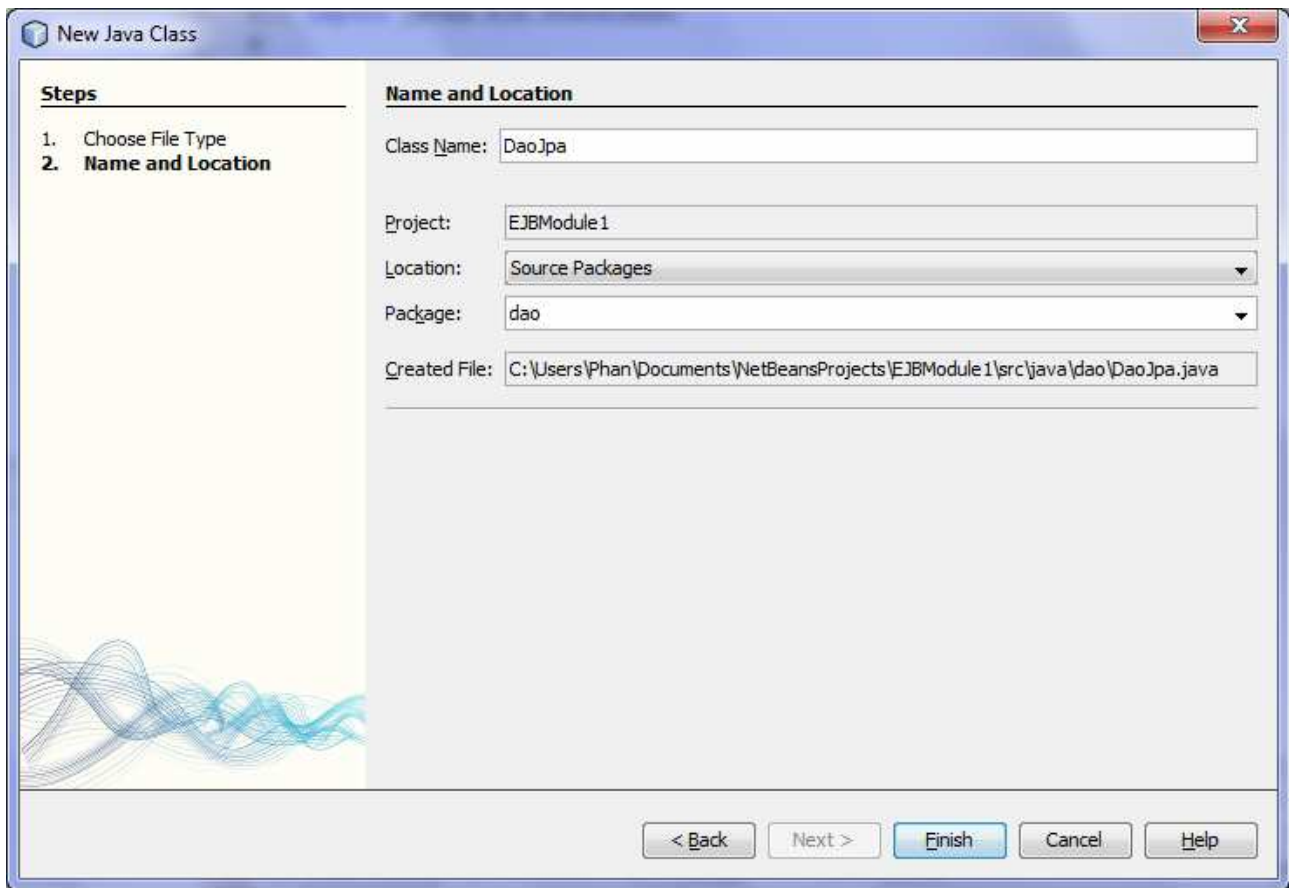 New Java Class
Steps
1. Choose File Type
2. Name and Location
Name and Location
Class Name: DaoJpa
Project: EJBModule1
Location: Source Packages
Package: dao
Created File: C:\Users\Phan\Documents\NetBeansProjects\EJBModule1\src\java\dao\DaoJpa.java
< Back Next > Finish Cancel Help